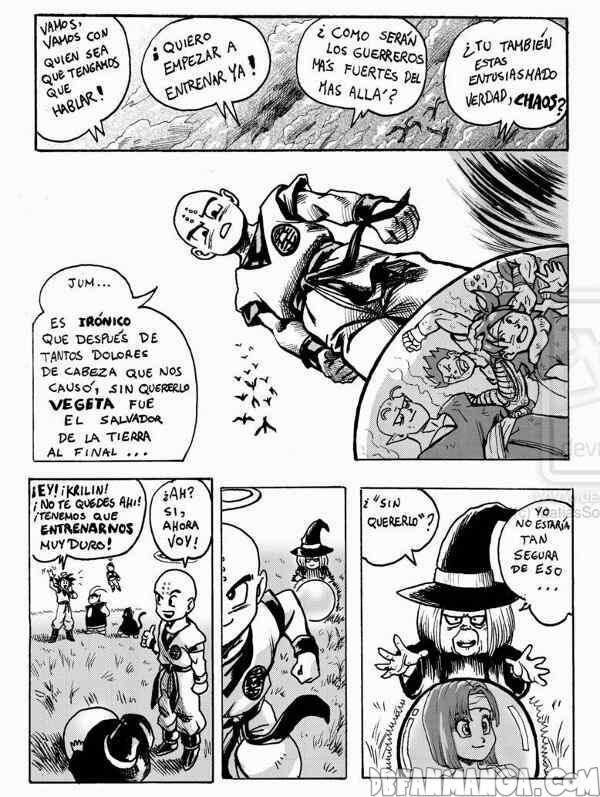 VAMOS,
VAMOS CON
QUIEN SEA
QUE TENGAMOS
QUE
HABLAR!
¡QUIERO
EMPEZAR A
ENTRENAR YA!
¿COMO SERÁN
LOS GUERREROS
MÁS FUERTES DEL
MAS ALLA'?
¿TU TAMBIÉN
ESTAS
ENTUSIASMADO
VERDAD, CHAOS?
JUM...
ES IRÓNICO
QUE DESPUÉS DE
TANTOS DOLORES
DE CABEZA QUE NOS
CAUSÓ, SIN QUERERLO
VEGETA FUE
EL SALVADOR
DE LA TIERRA
AL FINAL...
¡EY! ¡KRILIN!
¡NO TE QUEDES AHI!
¡TENEMOS QUE
ENTRENARNOS
MUY DURO!
¿AH?
SI,
AHORA
VOY!
¿"SIN
QUERERLO"?
YO
NO ESTARÍA
TAN
SEGURA
DE ESO
...
DBFANMANGA.COM